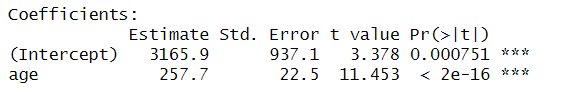 Coefficients:
            Estimate Std. Error t value Pr(>|t|)
(Intercept)   3165.9      937.1   3.378 0.000751 ***
age            257.7       22.5  11.453  < 2e-16 ***